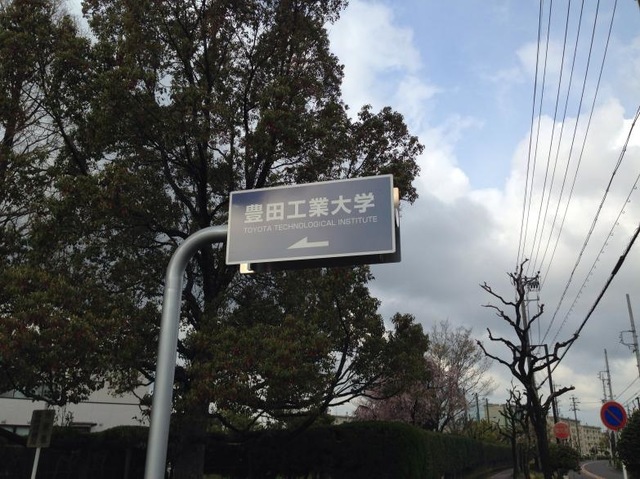 豊田工業大学
TOYOTA TECHNOLOGICAL INSTITUTE